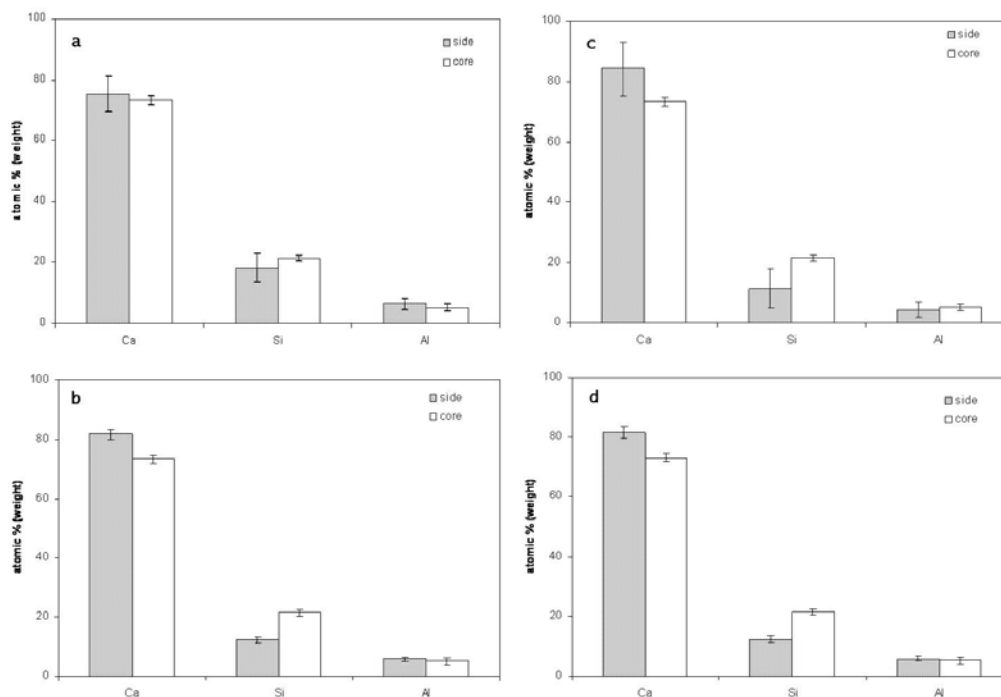 a
side
core
atomic % (weight)
100
80
60
40
20
0
Ca Si Al
c
side
core
atomic % (weight)
100
80
60
40
20
0
Ca Si Al
b
side
core
atomic % (weight)
100
80
60
40
20
0
Ca Si Al
d
side
core
atomic % (weight)
100
80
60
40
20
0
Ca Si Al